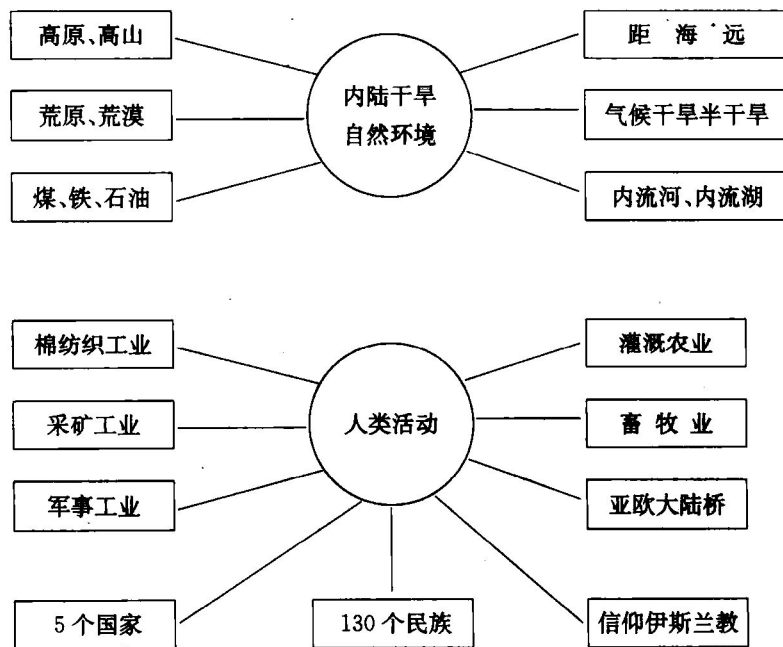 高原、高山
距海远
内陆干旱
自然环境
荒原、荒漠
气候干旱半干旱
煤、铁、石油
内流河、内流湖
棉纺织工业
灌溉农业
采矿工业
人类活动
畜牧业
军事工业
亚欧大陆桥
5个国家
130个民族
信仰伊斯兰教